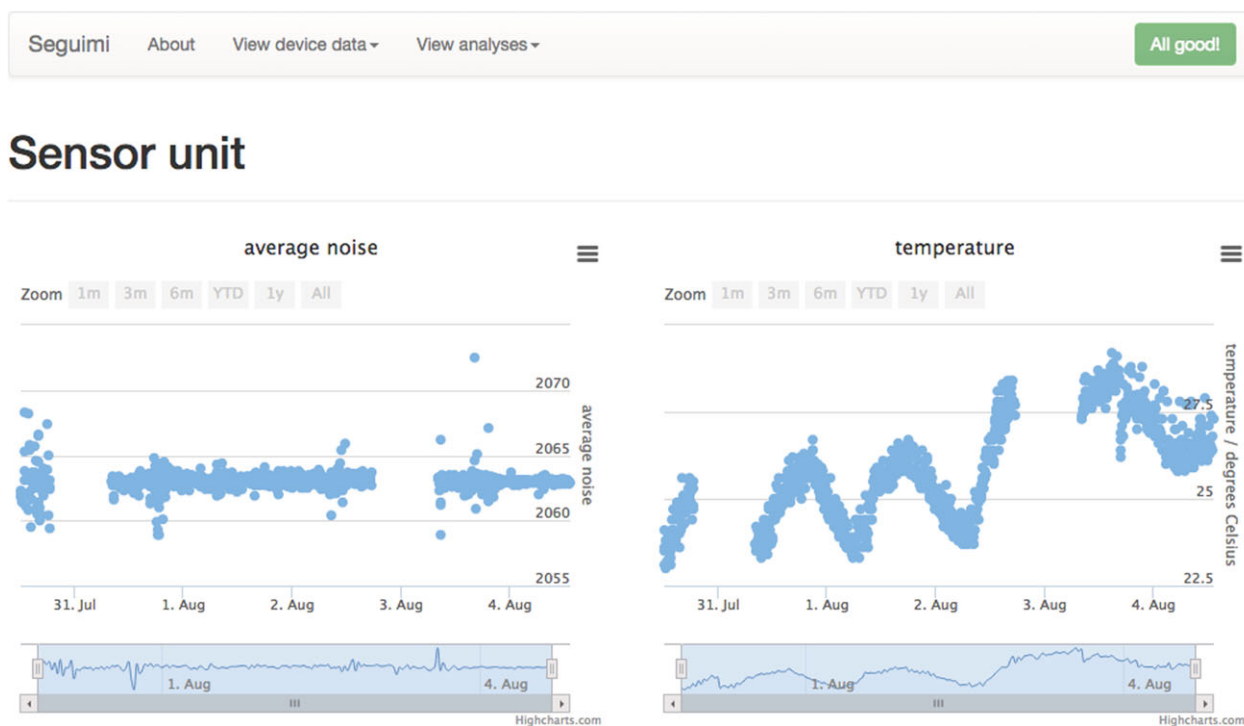 Seguimi About View device data View analyses All good!
Sensor unit
average noise
Zoom 1m 3m 6m YTD 1y All
2070
2065
2060
2055
average noise
31. Jul 1. Aug 2. Aug 3. Aug 4. Aug
1. Aug 4. Aug
Highcharts.com
temperature
Zoom 1m 3m 6m YTD 1y All
27.5
25
22.5
temperature / degrees Celsius
31. Jul 1. Aug 2. Aug 3. Aug 4. Aug
1. Aug 4. Aug
Highcharts.com